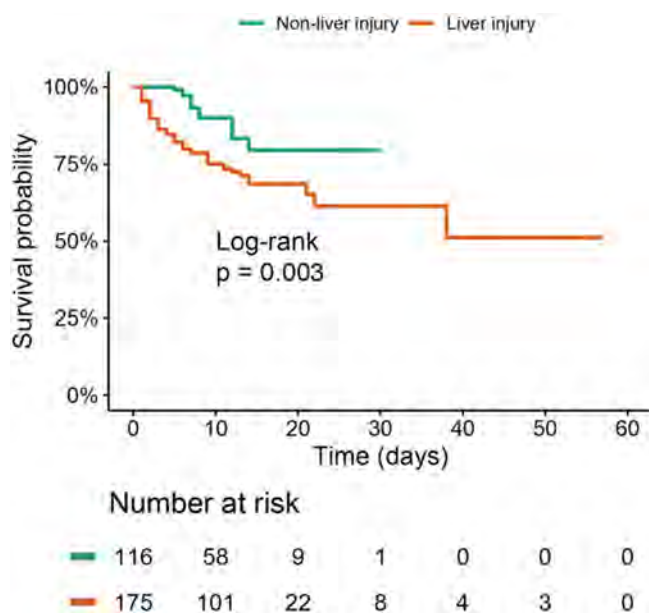 Non-liver injury Liver injury
100%
75%
50%
25%
0%
Survival probability
Log-rank
p = 0.003
0 10 20 30 40 50 60
Time (days)
Number at risk
116 58 9 1 0 0 0
175 101 22 8 4 3 0